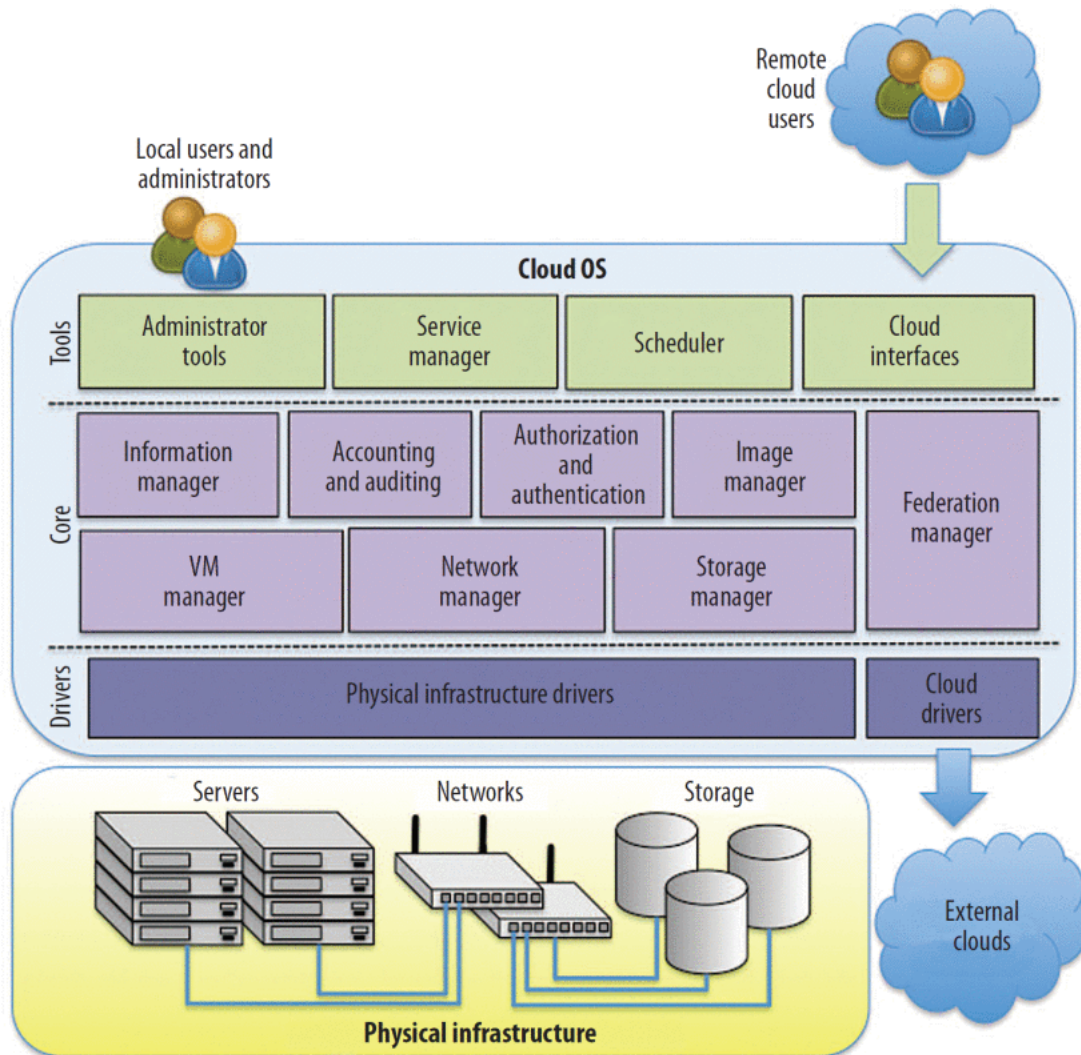 Remote
cloud
users
Local users and
administrators
Cloud OS
Tools
Administrator
tools
Service
manager
Scheduler
Cloud
interfaces
Core
Information
manager
Accounting
and auditing
Authorization
and
authentication
Image
manager
Federation
manager
VM
manager
Network
manager
Storage
manager
Drivers
Physical infrastructure drivers
Cloud
drivers
Servers
Networks
Storage
External
clouds
Physical infrastructure